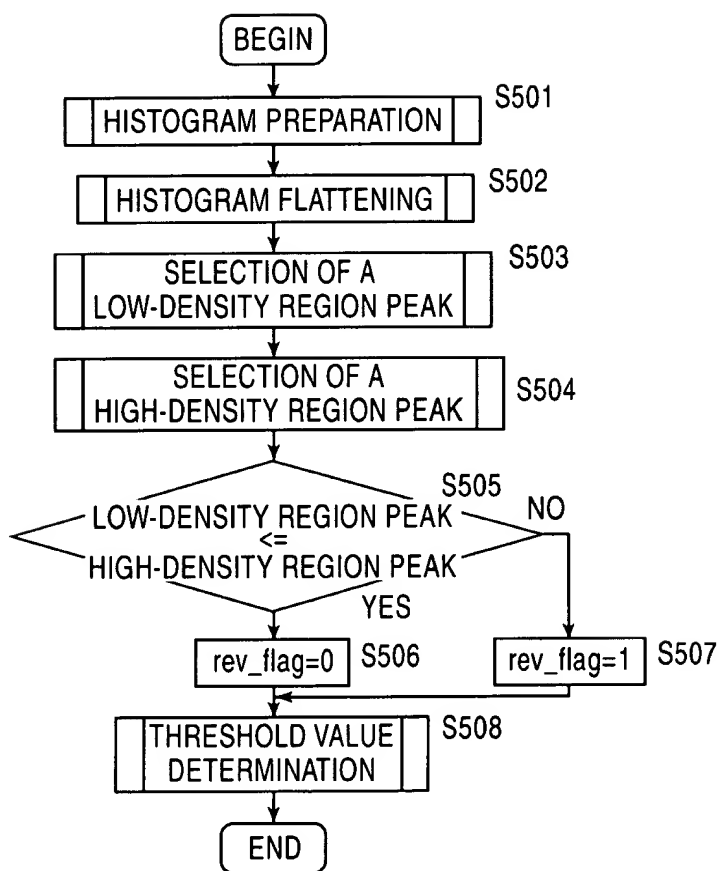 BEGIN
HISTOGRAM PREPARATION
S501
HISTOGRAM FLATTENING
S502
SELECTION OF A
LOW-DENSITY REGION PEAK
S503
SELECTION OF A
HIGH-DENSITY REGION PEAK
S504
S505
LOW-DENSITY REGION PEAK
<=
HIGH-DENSITY REGION PEAK
NO
YES
rev_flag=0
S506
rev_flag=1
S507
THRESHOLD VALUE
DETERMINATION
S508
END